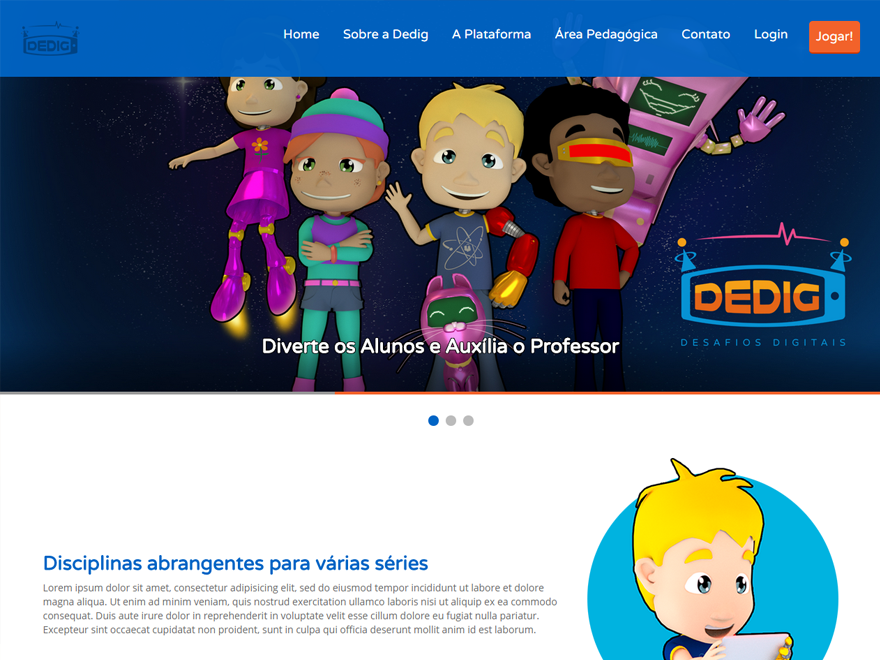 DEDIG
Home Sobre a Dedig A Plataforma Área Pedagógica Contato Login Jogar!
DEDIG
DESAFIOS DIGITAIS
Diverte os Alunos e Auxília o Professor
Disciplinas abrangentes para várias séries
Lorem ipsum dolor sit amet, consectetur adipisicing elit, sed do eiusmod tempor incididunt ut labore et dolore
magna aliqua. Ut enim ad minim veniam, quis nostrud exercitation ullamco laboris nisi ut aliquip ex ea commodo
consequat. Duis aute irure dolor in reprehenderit in voluptate velit esse cillum dolore eu fugiat nulla pariatur.
Excepteur sint occaecat cupidatat non proident, sunt in culpa qui officia deserunt mollit anim id est laborum.